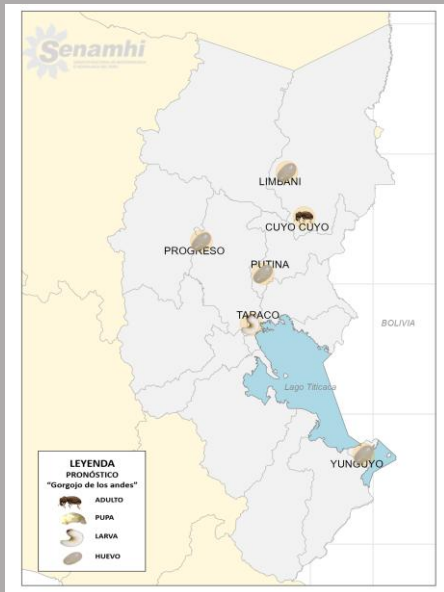 Senamhi
LIMBANI
CUYO CUYO
PROGRESO
PUTINA
TARACO
BOLIVIA
Lago Titicaca
YUNGUYO
LEYENDA
PRONÓSTICO
"Gorgojo de los andes"
ADULTO
PUPA
LARVA
HUEVO